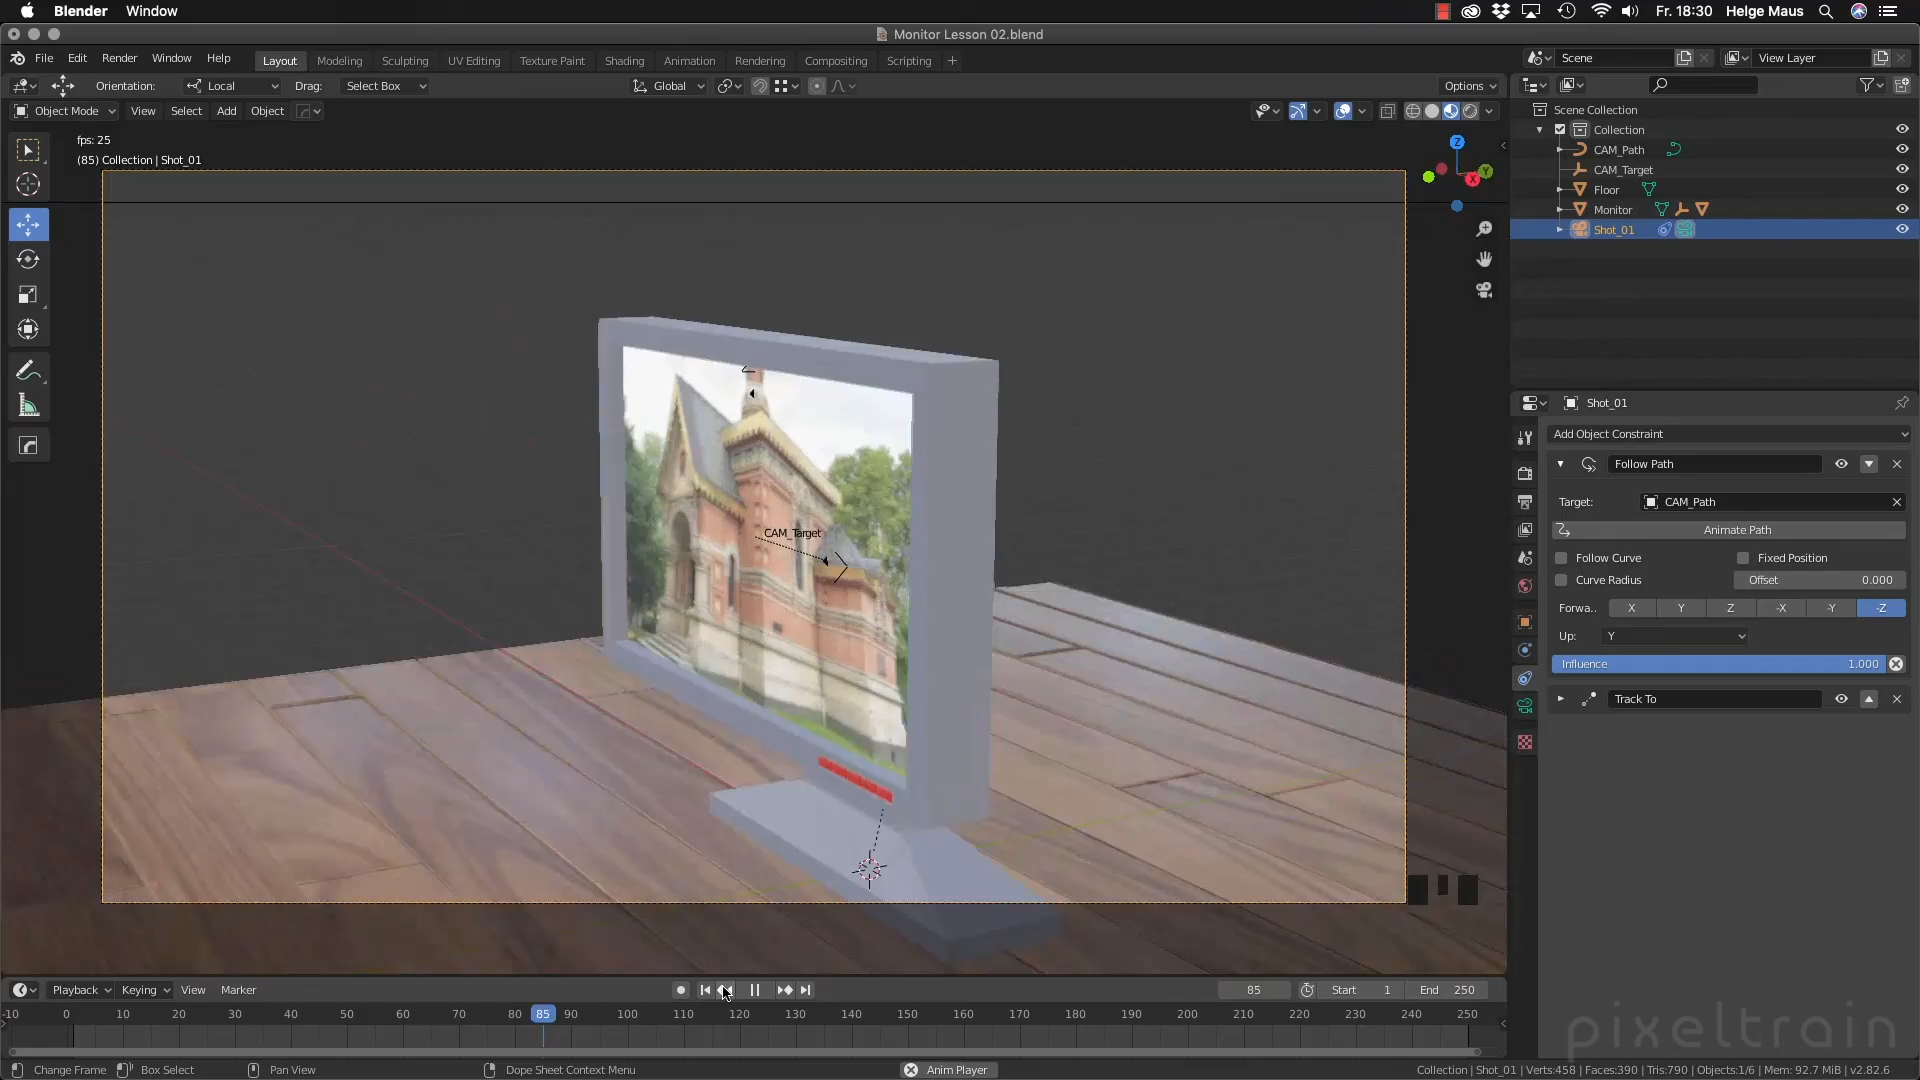 Blender Window Fr. 18:30 Helge Maus
Monitor Lesson 02.blend
File Edit Render Window Help Layout Modeling Sculpting UV Editing Texture Paint Shading Animation Rendering Compositing Scripting + Scene View Layer
Orientation: Local Drag: Select Box Global Options
Object Mode View Select Add Object
Scene Collection
Collection
CAM_Path
CAM_Target
Floor
Monitor
Shot_01
fps: 25
(85) Collection | Shot_01
Z
Y
X
CAM_Target
Shot_01
Add Object Constraint
Follow Path
Target: CAM_Path
Animate Path
Follow Curve Fixed Position
Curve Radius Offset 0.000
Forwa.. X Y Z -X -Y -Z
Up: Y
Influence 1.000
Track To
Playback Keying View Marker 85 Start 1 End 250
-10 0 10 20 30 40 50 60 70 80 85 90 100 110 120 130 140 150 160 170 180 190 200 210 220 230 240 250
pixeltrain
Change Frame Box Select Pan View Dope Sheet Context Menu Anim Player Collection | Shot_01 | Verts:458 | Faces:390 | Tris:790 | Objects:1/6 | Mem: 92.7 MiB | v2.82.6